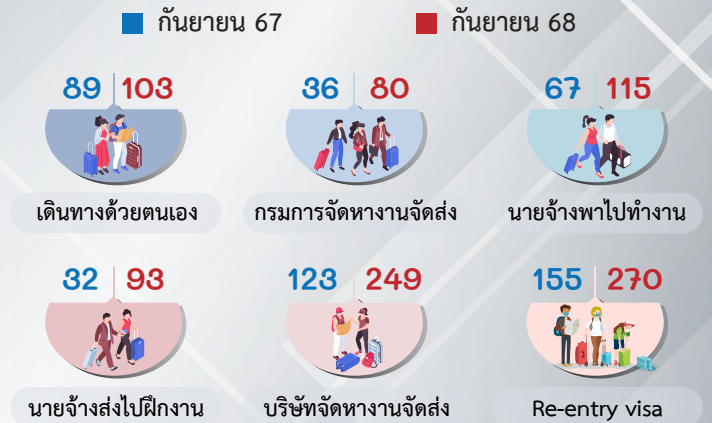 กันยายน 67 กันยายน 68
89 103 36 80 67 115
เดินทางด้วยตนเอง กรมการจัดหางานจัดส่ง นายจ้างพาไปทำงาน
32 93 123 249 155 270
นายจ้างส่งไปฝึกงาน บริษัทจัดหางานจัดส่ง Re-entry visa